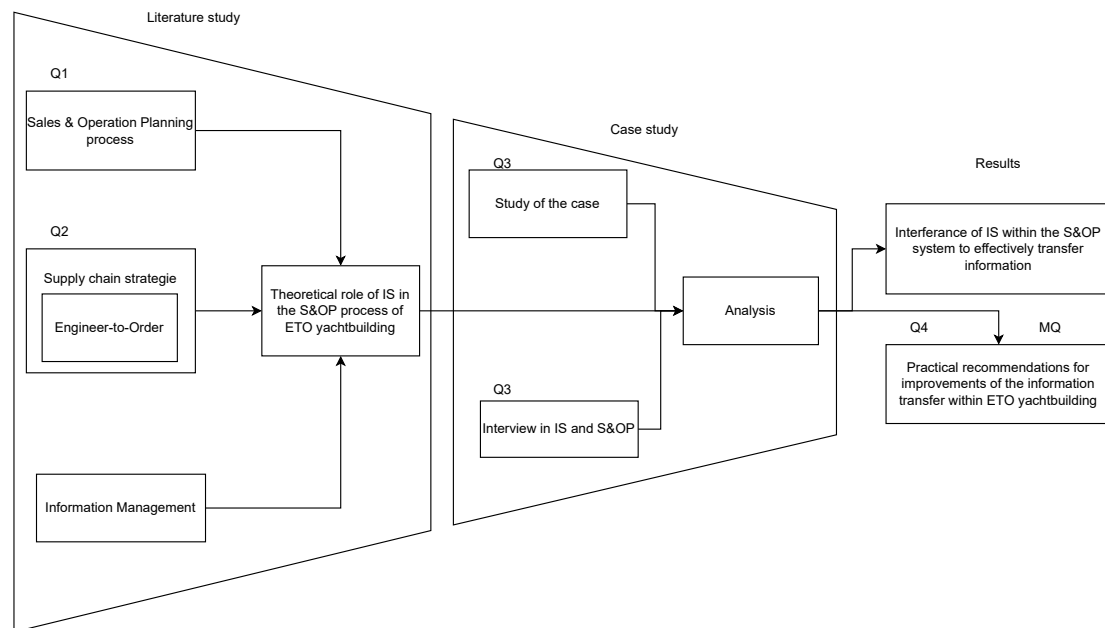 Literature study
Q1
Sales & Operation Planning
process
Q2
Supply chain strategie
Engineer-to-Order
Information Management
Theoretical role of IS in
the S&OP process of
ETO yachtbuilding
Case study
Q3
Study of the case
Analysis
Q3
Interview in IS and S&OP
Results
Interferance of IS within the S&OP
system to effectively transfer
information
Q4 MQ
Practical recommendations for
improvements of the information
transfer within ETO yachtbuilding